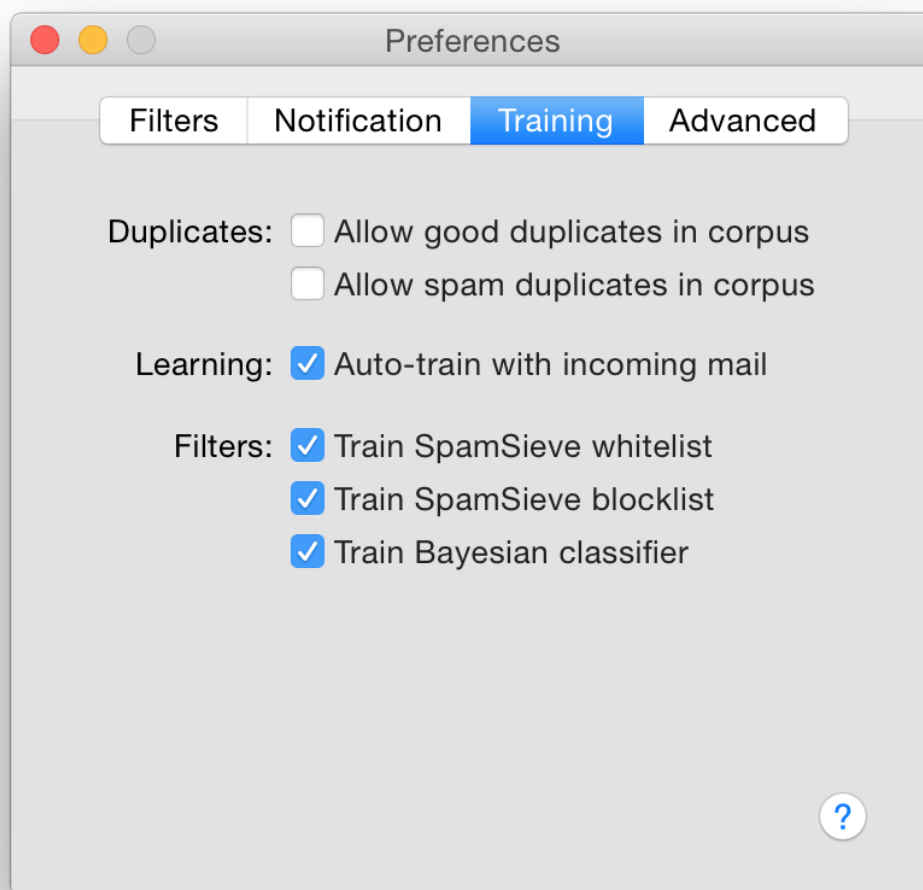 Preferences
Filters Notification Training Advanced
Duplicates: Allow good duplicates in corpus
Allow spam duplicates in corpus
Learning: Auto-train with incoming mail
Filters: Train SpamSieve whitelist
Train SpamSieve blocklist
Train Bayesian classifier
?